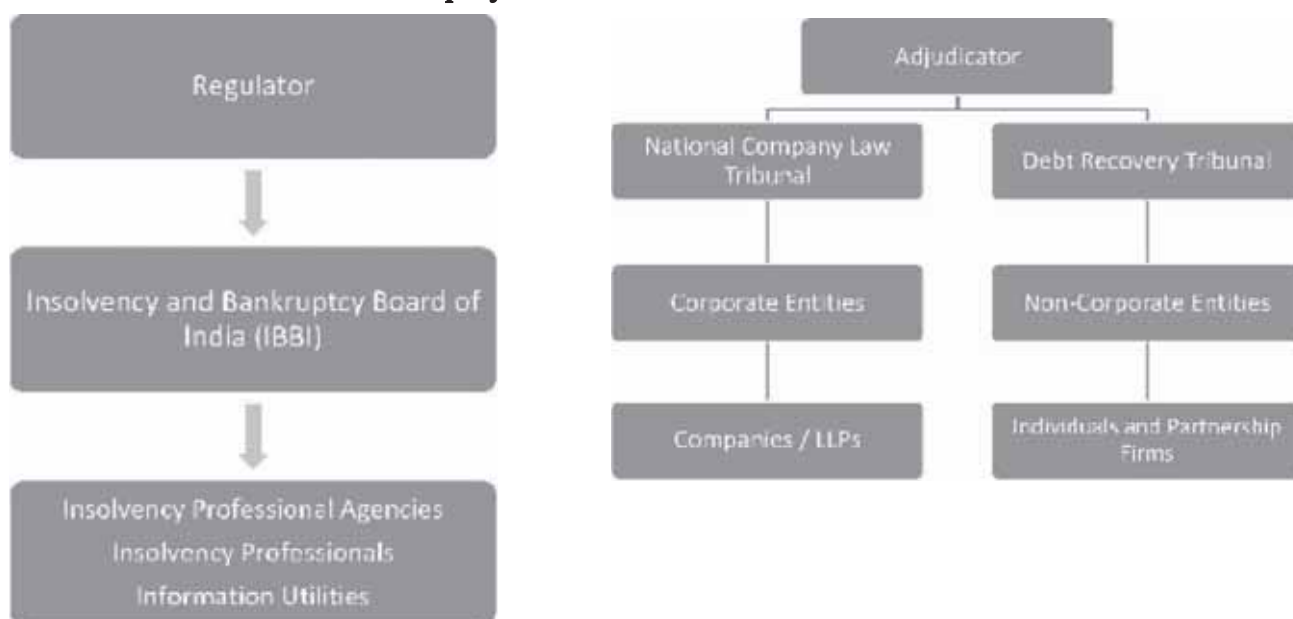 Regulator
Insolvency and Bankruptcy Board of
India (IBBI)
Insolvency Professional Agencies
Insolvency Professionals
Information Utilities
Adjudicator
National Company Law
Tribunal
Debt Recovery Tribunal
Corporate Entities
Non-Corporate Entities
Companies / LLPs
Individuals and Partnership
Firms